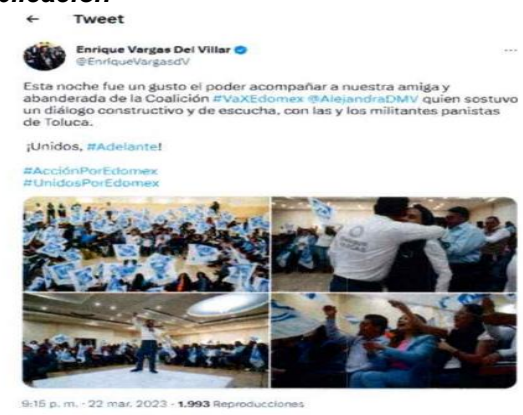 ← Tweet
Enrique Vargas Del Villar
@EnriqueVargasdV
Esta noche fue un gusto el poder acompañar a nuestra amiga y
abanderada de la Coalición #VaXEdomex @AlejandraDMV quien sostuvo
un diálogo constructivo y de escucha, con las y los militantes panistas
de Toluca.
¡Unidos, #Adelante!
#AcciónPorEdomex
#UnidosPorEdomex
ENRIQUE
VARGAS
9:15 p. m. · 22 mar. 2023 · 1.993 Reproducciones